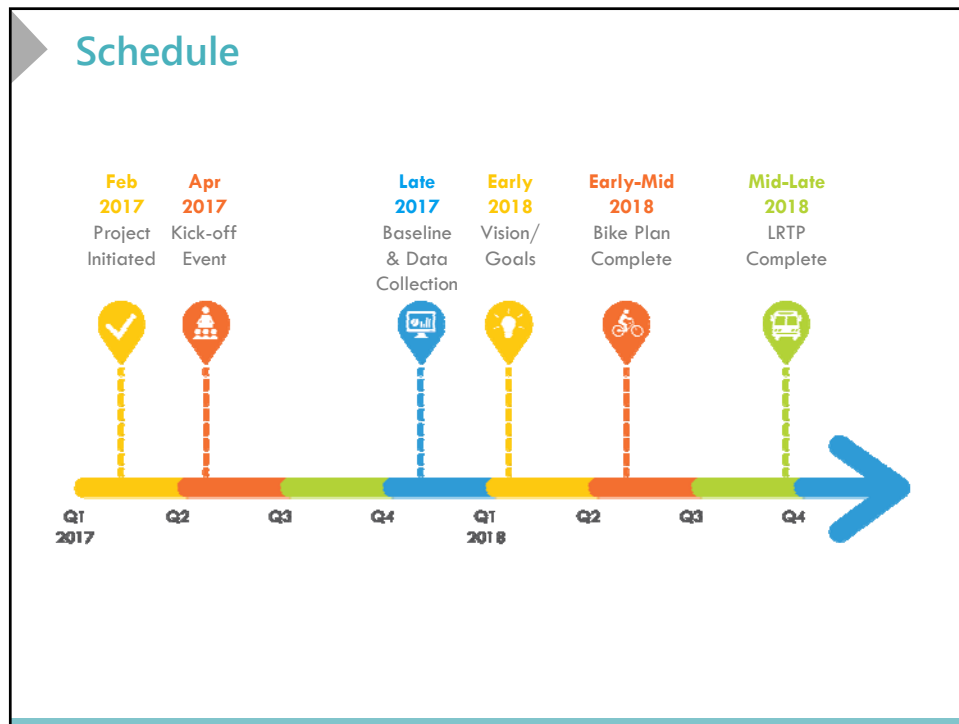 Schedule
Feb
2017
Project
Initiated
Apr
2017
Kick-off
Event
Late
2017
Baseline
& Data
Collection
Early
2018
Vision/
Goals
Early-Mid
2018
Bike Plan
Complete
Mid-Late
2018
LRTP
Complete
Q1
2017
Q2
Q3
Q4
Q1
2018
Q2
Q3
Q4